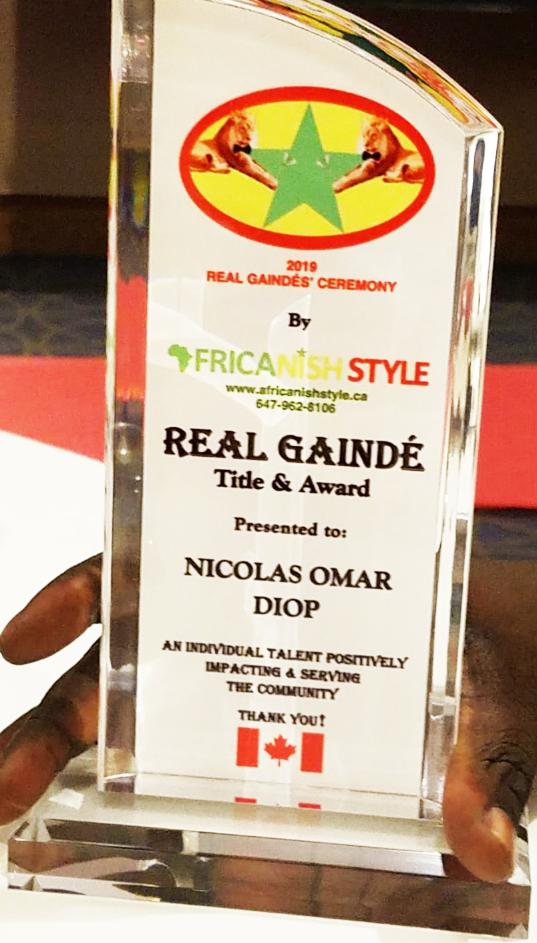 2019
REAL GAINDÉS' CEREMONY
By
AFRICANISH STYLE
www.africanishstyle.ca
647-962-8106
REAL GAINDÉ
Title & Award
Presented to:
NICOLAS OMAR
DIOP
AN INDIVIDUAL TALENT POSITIVELY
IMPACTING & SERVING
THE COMMUNITY
THANK YOU!